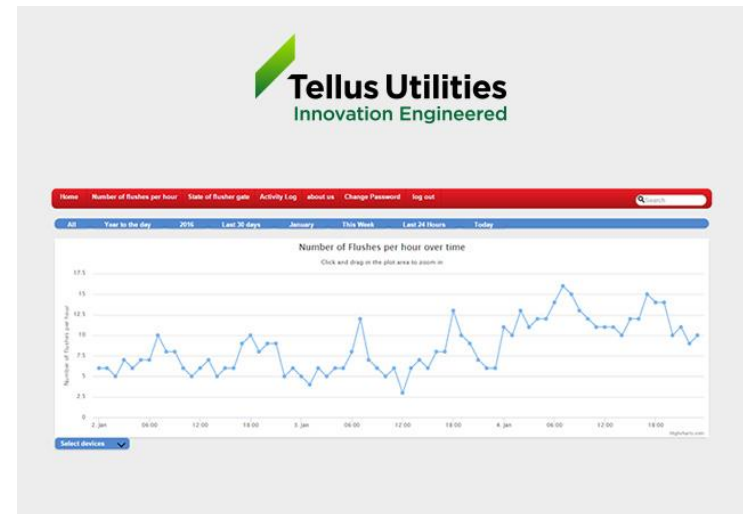 Tellus Utilities
Innovation Engineered
Home Number of flushes per hour State of flusher gate Activity Log about us Change Password log out Search
All Year to the day 2016 Last 30 days January This Week Last 24 Hours Today
Number of Flushes per hour over time
Click and drag in the plot area to zoom in
Number of Flushes per hour
17.5
15
12.5
10
7.5
5
2.5
0
2. Jan 06:00 12:00 18:00 3. Jan 06:00 12:00 18:00 4. Jan 06:00 12:00 18:00
Highcharts.com
Select devices